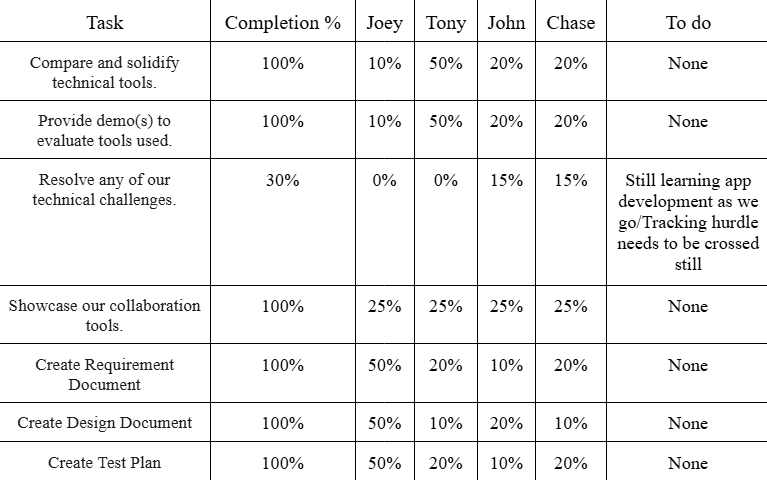 Task Completion % Joey Tony John Chase To do
Compare and solidify technical tools. 100% 10% 50% 20% 20% None
Provide demo(s) to evaluate tools used. 100% 10% 50% 20% 20% None
Resolve any of our technical challenges. 30% 0% 0% 15% 15% Still learning app development as we go/Tracking hurdle needs to be crossed still
Showcase our collaboration tools. 100% 25% 25% 25% 25% None
Create Requirement Document 100% 50% 20% 10% 20% None
Create Design Document 100% 50% 10% 20% 10% None
Create Test Plan 100% 50% 20% 10% 20% None